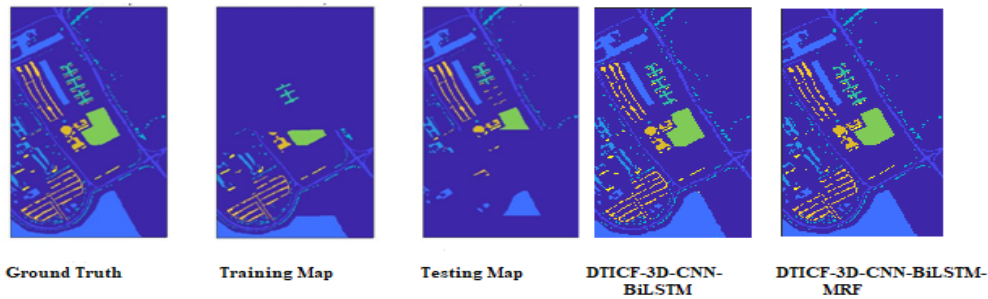 Ground Truth
Training Map
Testing Map
DTICF-3D-CNN-
BiLSTM
DTICF-3D-CNN-BiLSTM-
MRF